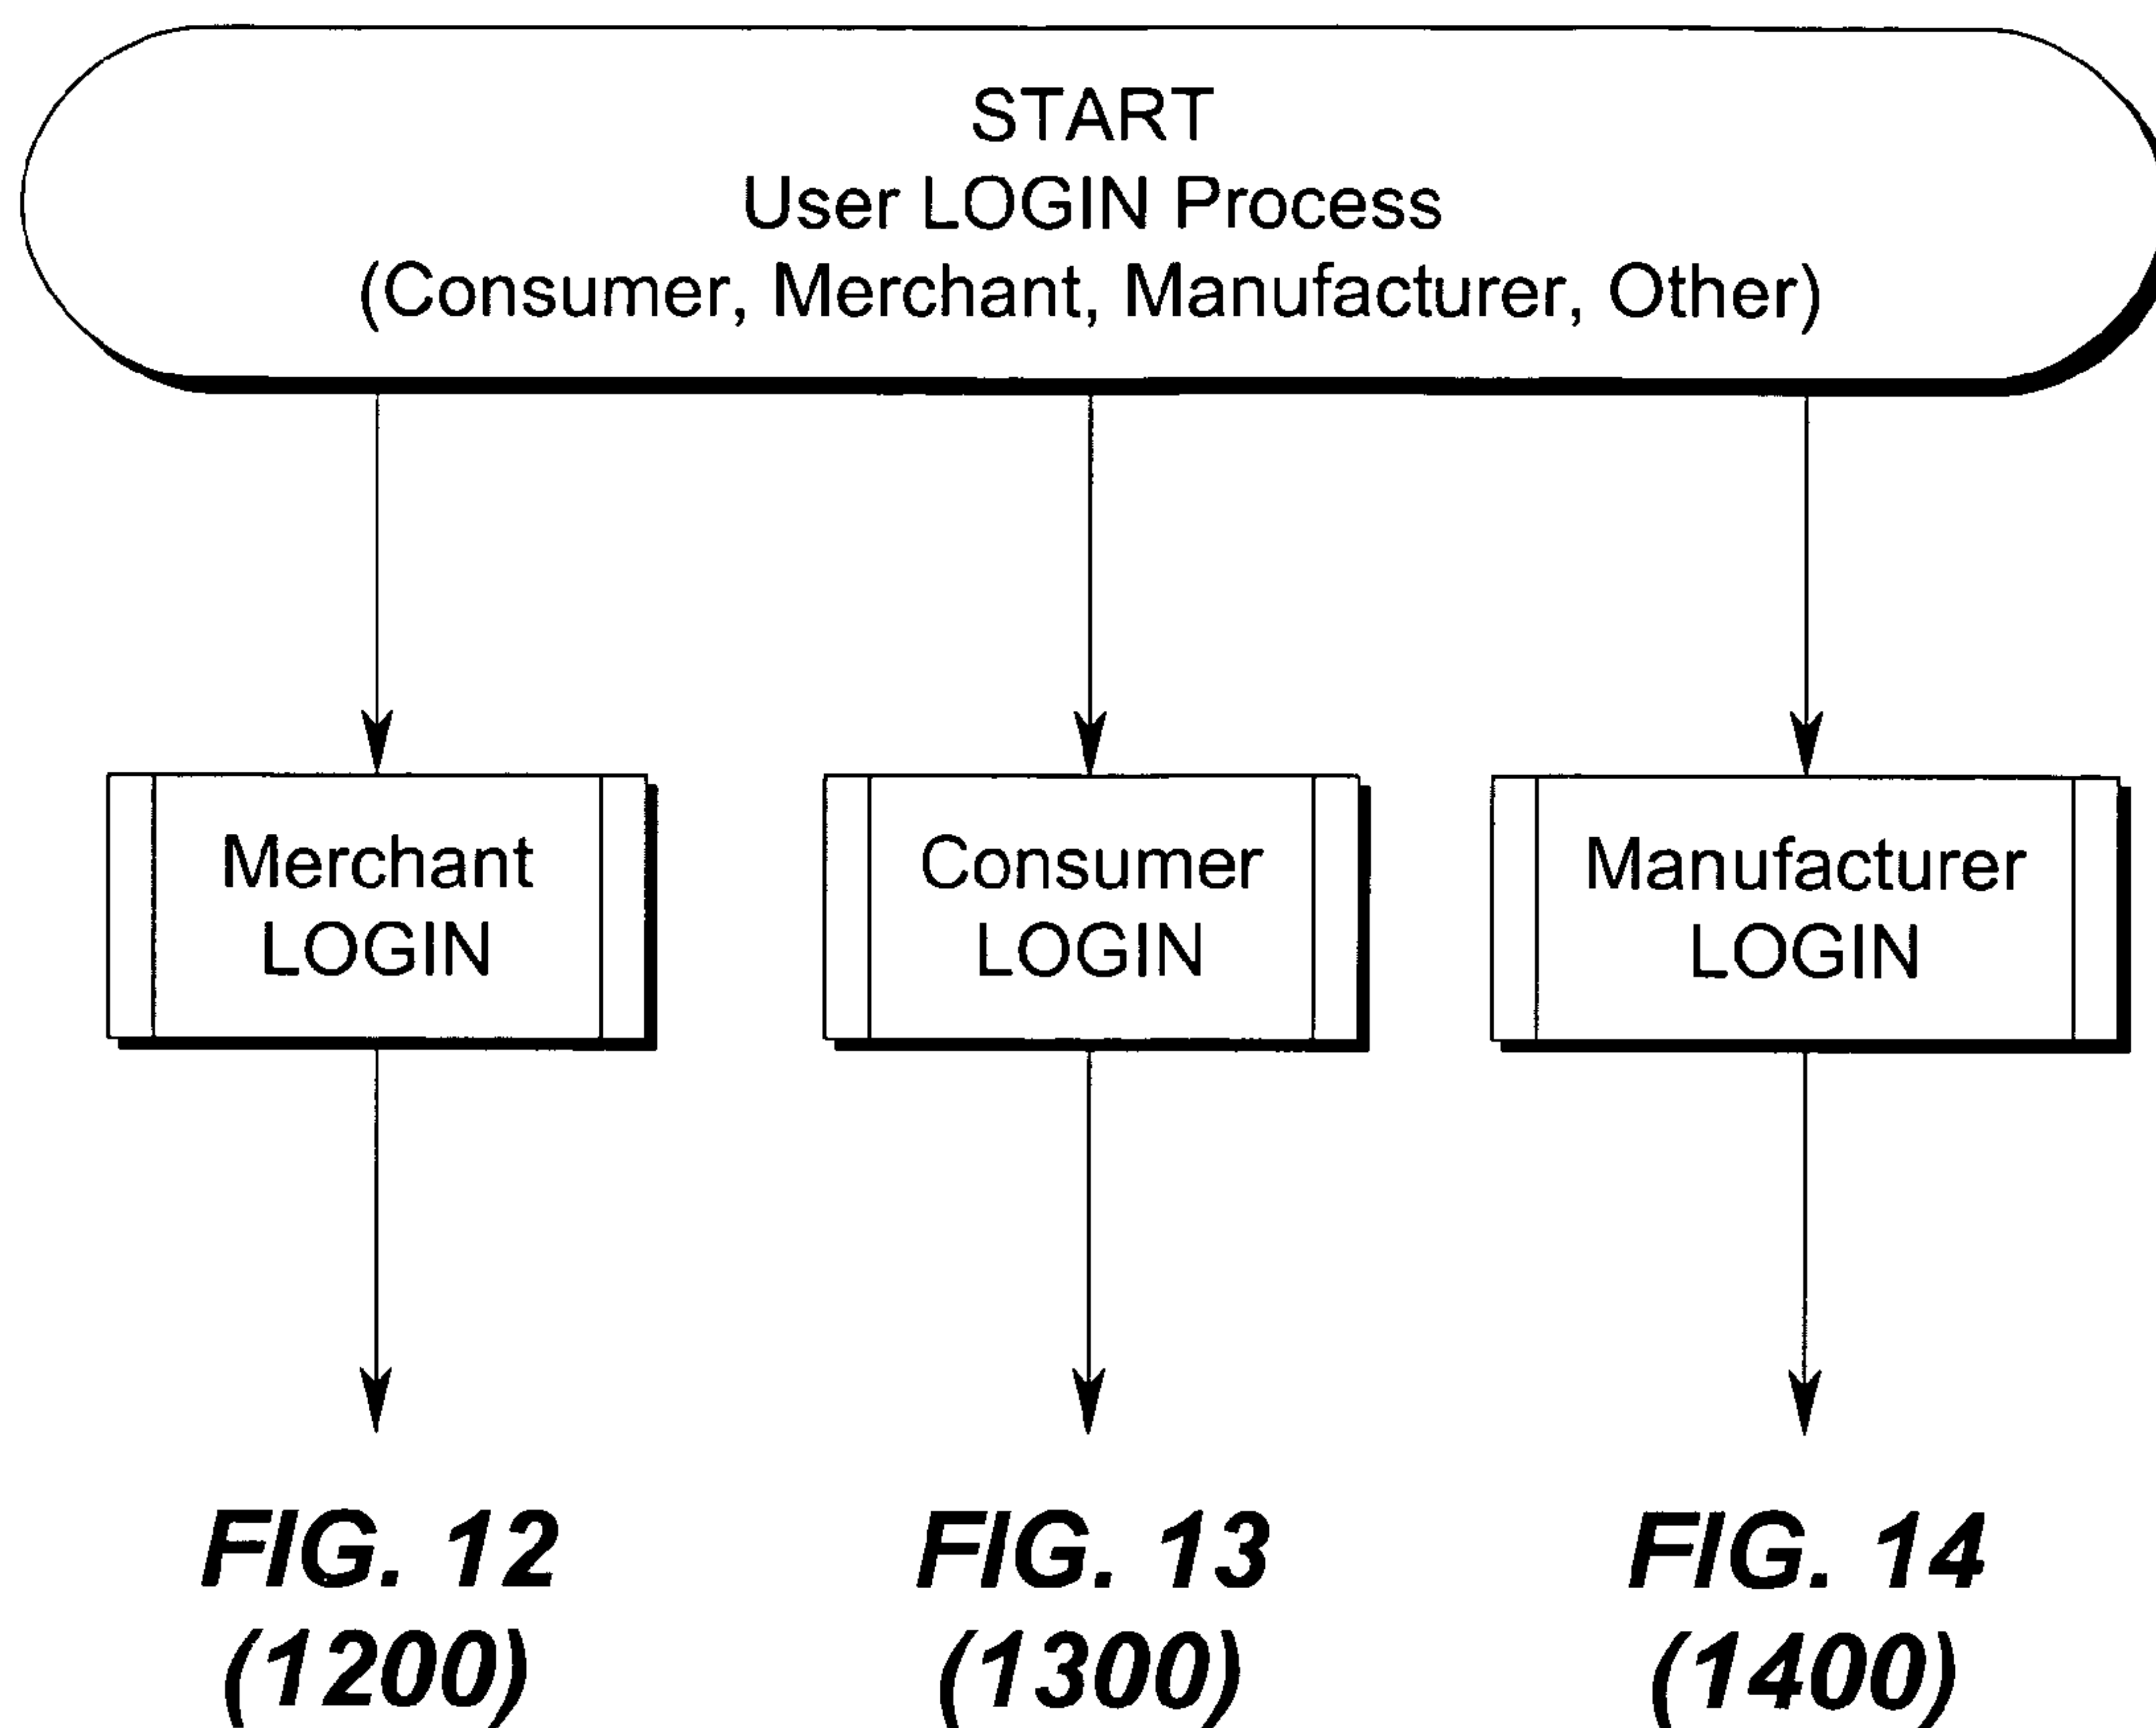 START
User LOGIN Process
(Consumer, Merchant, Manufacturer, Other)
Merchant
LOGIN
Consumer
LOGIN
Manufacturer
LOGIN
FIG. 12
(1200)
FIG. 13
(1300)
FIG. 14
(1400)